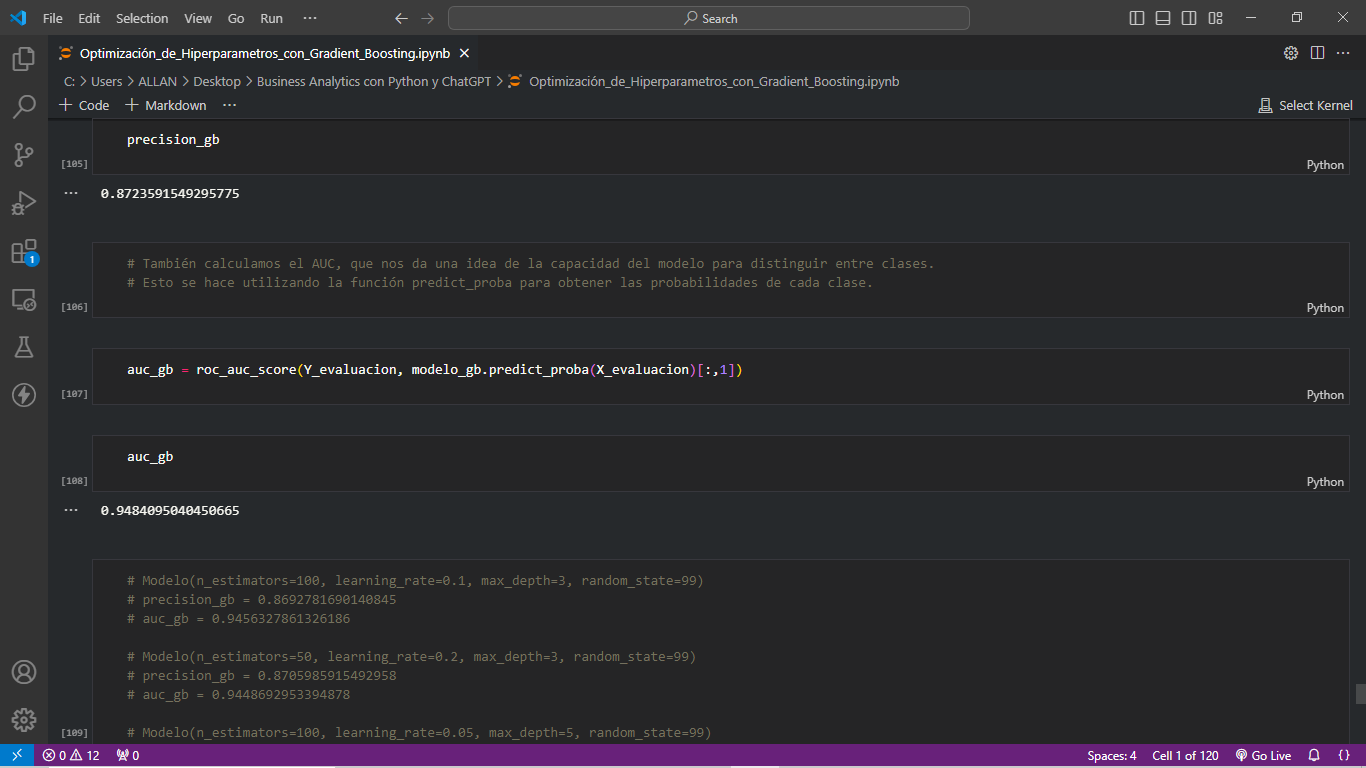 File Edit Selection View Go Run ··· Search
Optimización_de_Hiperparametros_con_Gradient_Boosting.ipynb
C: > Users > ALLAN > Desktop > Business Analytics con Python y ChatGPT > Optimización_de_Hiperparametros_con_Gradient_Boosting.ipynb
+ Code + Markdown ··· Select Kernel
precision_gb
[105] Python
0.8723591549295775
# También calculamos el AUC, que nos da una idea de la capacidad del modelo para distinguir entre clases.
# Esto se hace utilizando la función predict_proba para obtener las probabilidades de cada clase.
[106] Python
auc_gb = roc_auc_score(Y_evaluacion, modelo_gb.predict_proba(X_evaluacion)[:,1])
[107] Python
auc_gb
[108] Python
0.9484095040450665
# Modelo(n_estimators=100, learning_rate=0.1, max_depth=3, random_state=99)
# precision_gb = 0.8692781690140845
# auc_gb = 0.9456327861326186
# Modelo(n_estimators=50, learning_rate=0.2, max_depth=3, random_state=99)
# precision_gb = 0.8705985915492958
# auc_gb = 0.9448692953394878
[109] # Modelo(n_estimators=100, learning_rate=0.05, max_depth=5, random_state=99)
1
0 12 0 Spaces: 4 Cell 1 of 120 Go Live {}